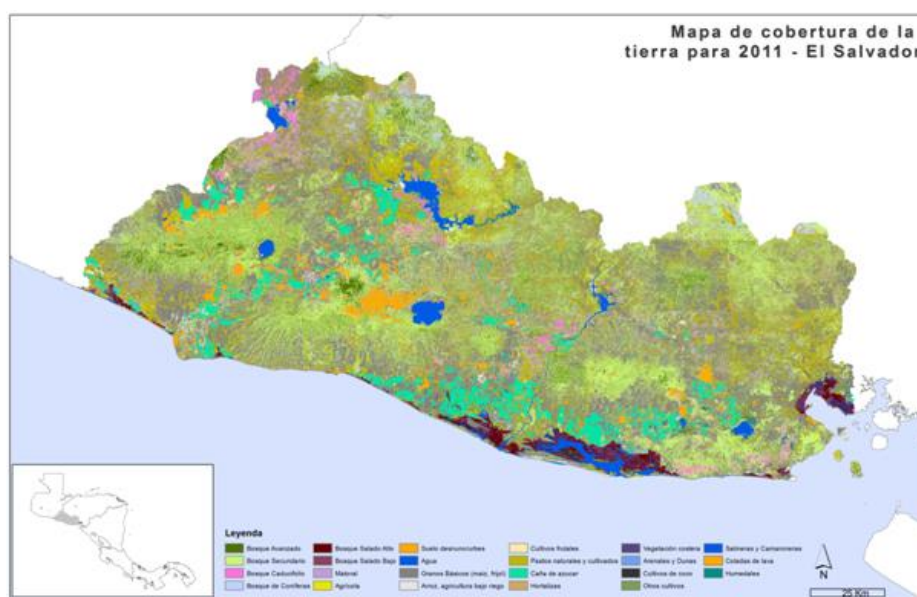 Mapa de cobertura de la
tierra para 2011 - El Salvador
Leyenda
Bosque Avanzado
Bosque Secundario
Bosque Caducifolio
Bosque de Coníferas
Bosque Salado Alto
Bosque Salado Bajo
Matorral
Agrícola
Suelo desnudo/urbes
Agua
Granos Básicos (maíz, frijol)
Arroz, agricultura bajo riego
Cultivos frutales
Pastos naturales y cultivados
Caña de azucar
Hortalizas
Vegetación costera
Arenales y Dunas
Cultivos de coco
Otros cultivos
Salineras y Camaroneras
Coladas de lava
Humedales
N
25 Km